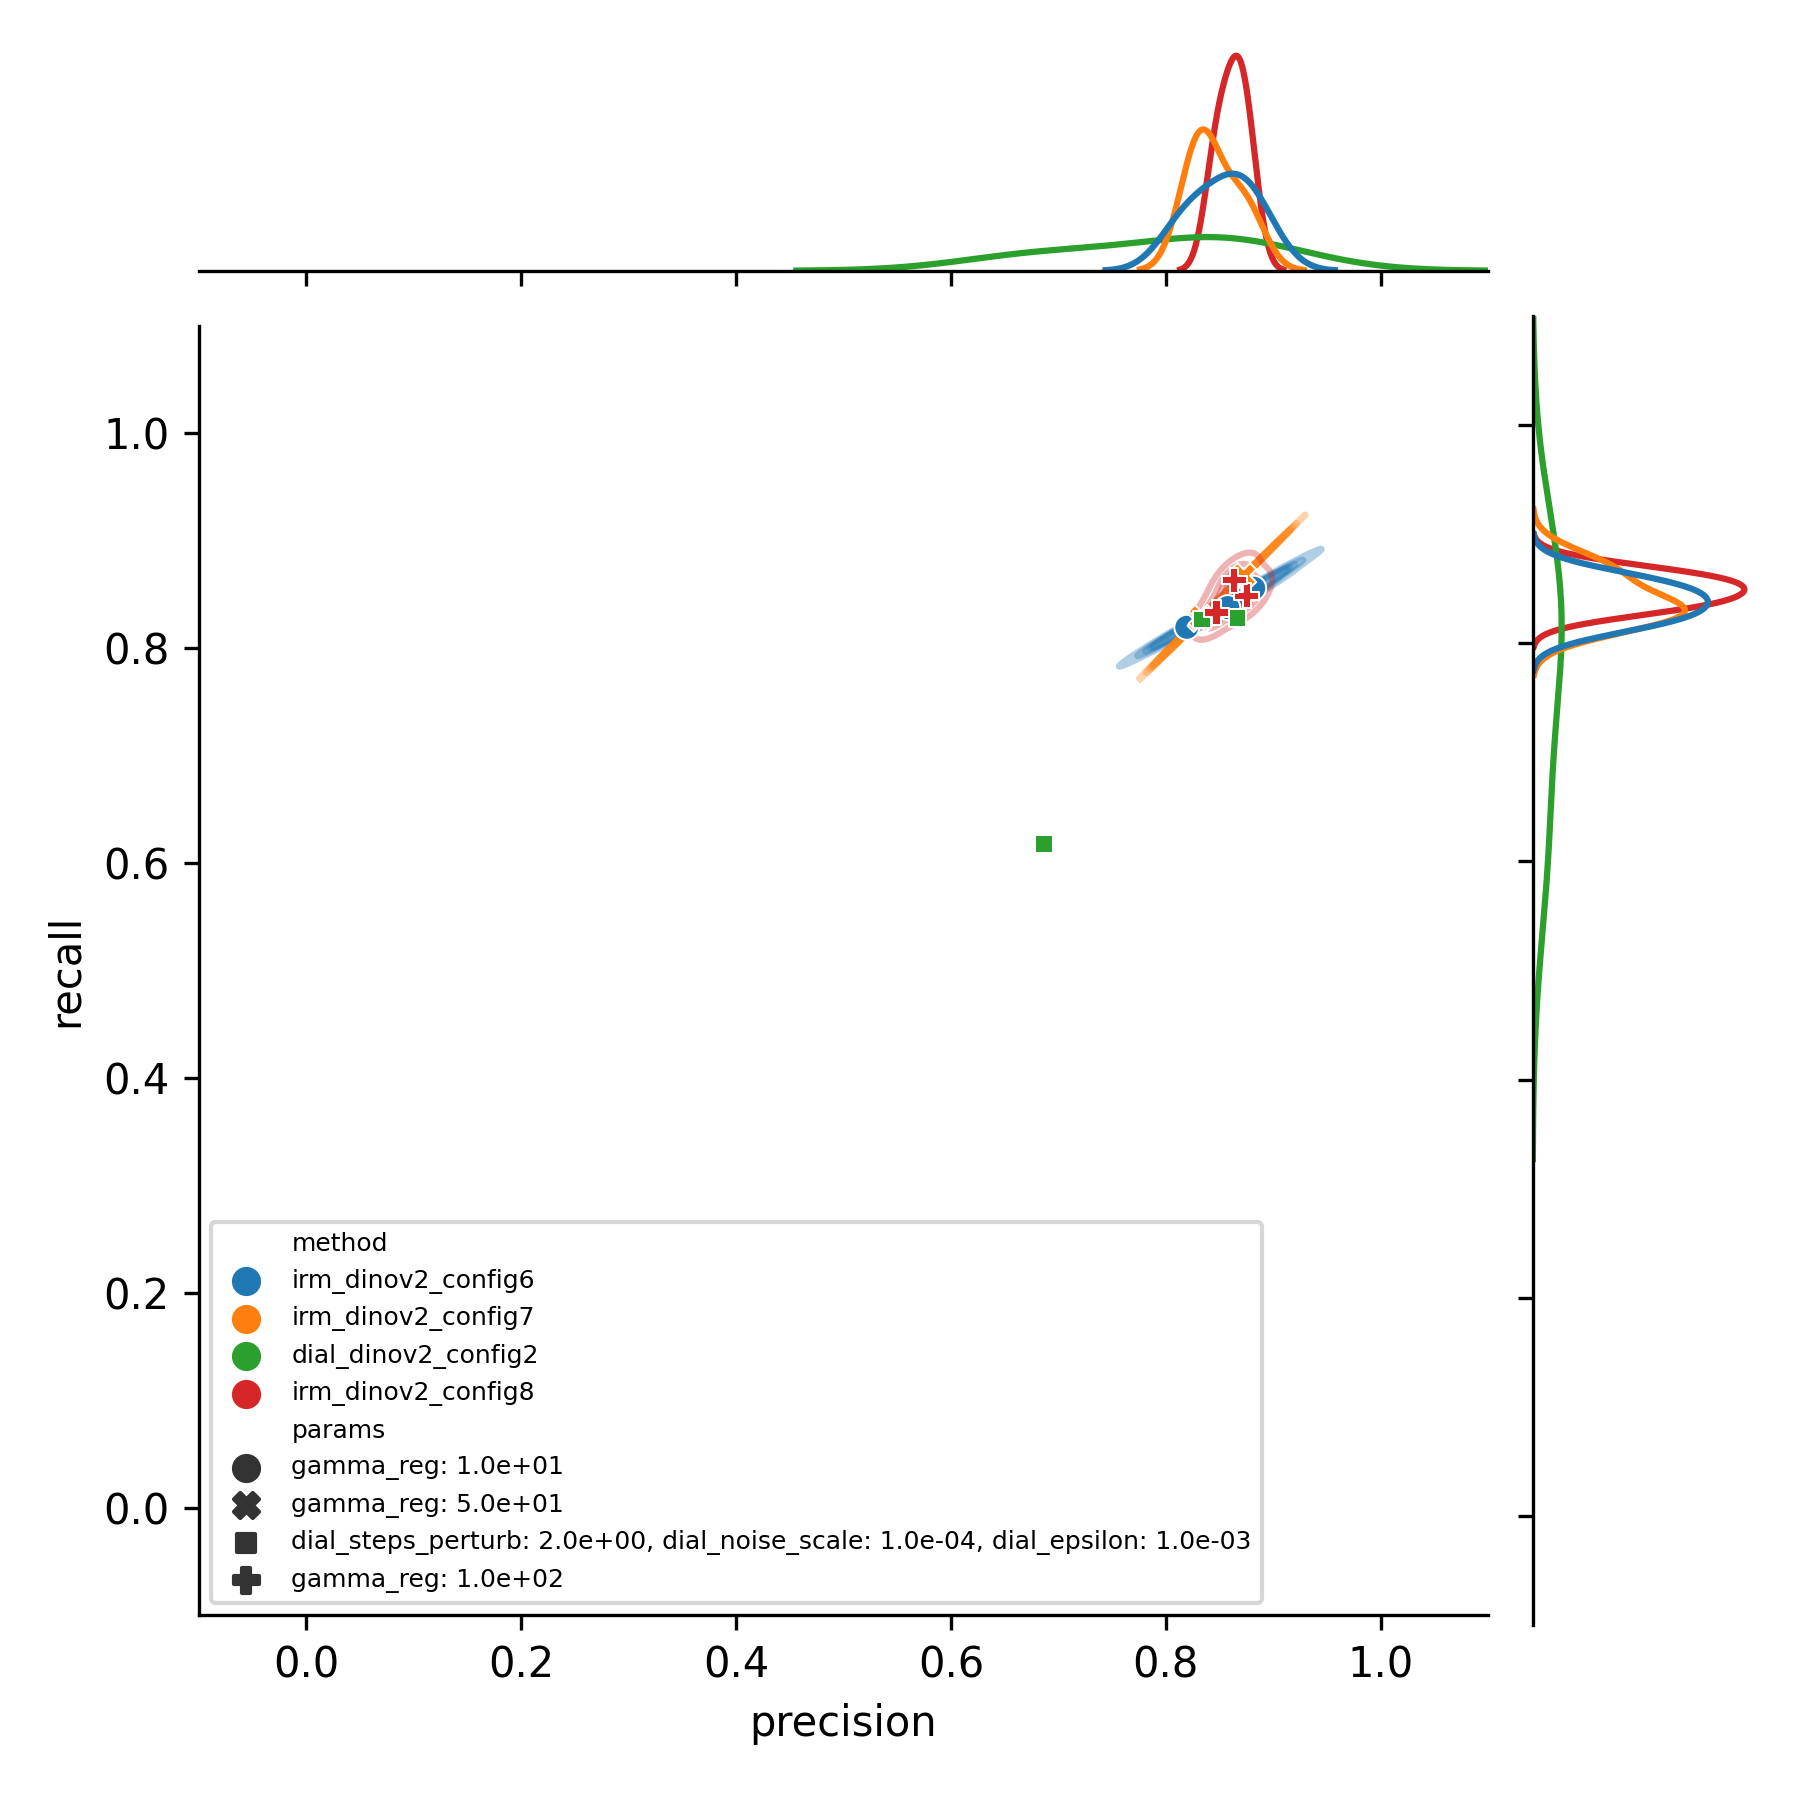 1.0
0.8
0.6
0.4
0.2
0.0
recall
method
irm_dinov2_config6
irm_dinov2_config7
dial_dinov2_config2
irm_dinov2_config8
params
gamma_reg: 1.0e+01
gamma_reg: 5.0e+01
dial_steps_perturb: 2.0e+00, dial_noise_scale: 1.0e-04, dial_epsilon: 1.0e-03
gamma_reg: 1.0e+02
0.0 0.2 0.4 0.6 0.8 1.0
precision